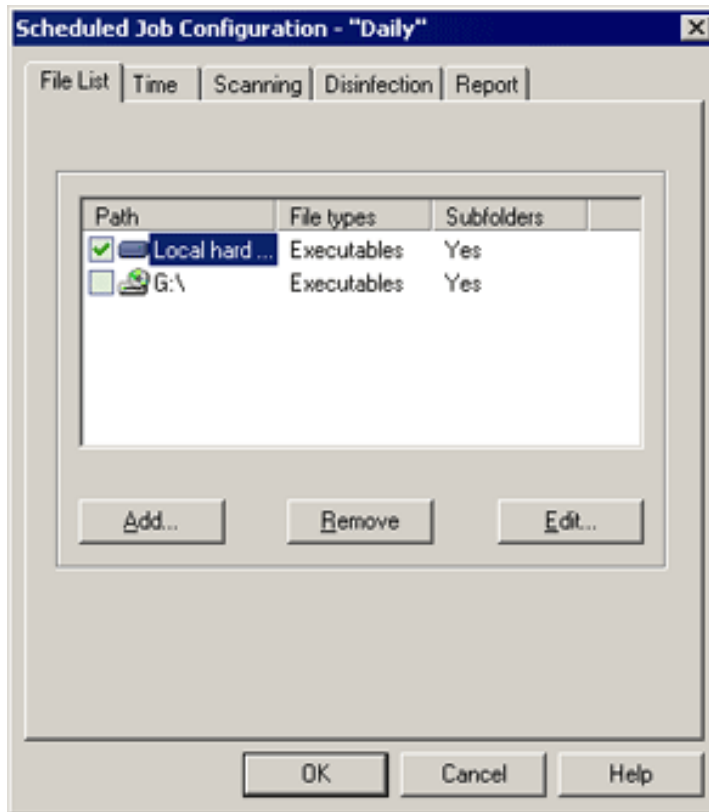 Scheduled Job Configuration - "Daily"
File List Time Scanning Disinfection Report
Path File types Subfolders
Local hard ... Executables Yes
G:\ Executables Yes
Add... Remove Edit...
OK Cancel Help